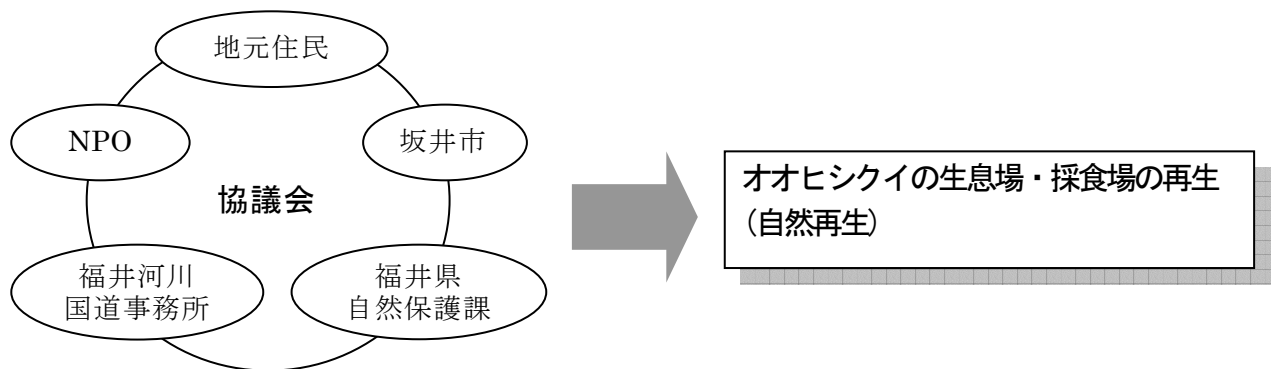 地元住民
NPO
坂井市
協議会
福井河川
国道事務所
福井県
自然保護課
オオヒシクイの生息場・採食場の再生
（自然再生）